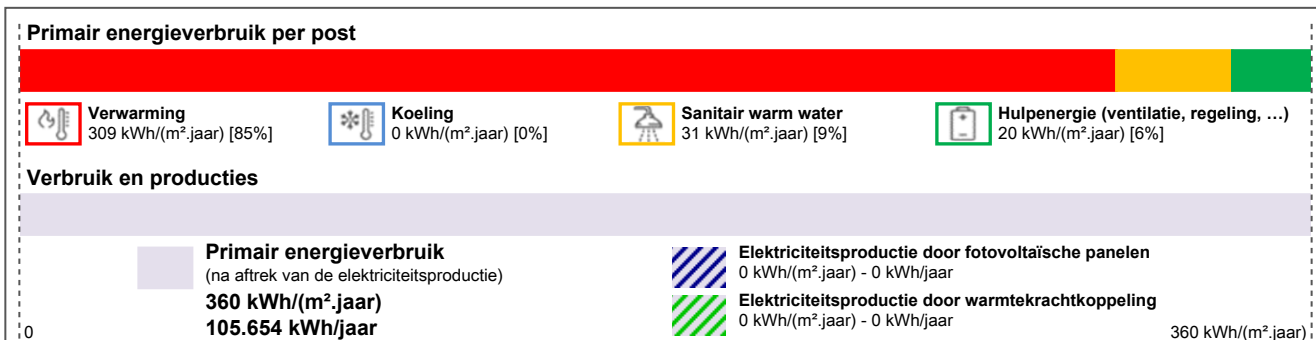 Primair energieverbruik per post
Verwarming
309 kWh/(m².jaar) [85%]
Koeling
0 kWh/(m².jaar) [0%]
Sanitair warm water
31 kWh/(m².jaar) [9%]
Hulpenergie (ventilatie, regeling, …)
20 kWh/(m².jaar) [6%]
Verbruik en producties
Primair energieverbruik
(na aftrek van de elektriciteitsproductie)
360 kWh/(m².jaar)
105.654 kWh/jaar
Elektriciteitsproductie door fotovoltaïsche panelen
0 kWh/(m².jaar) - 0 kWh/jaar
Elektriciteitsproductie door warmtekrachtkoppeling
0 kWh/(m².jaar) - 0 kWh/jaar
0
360 kWh/(m².jaar)